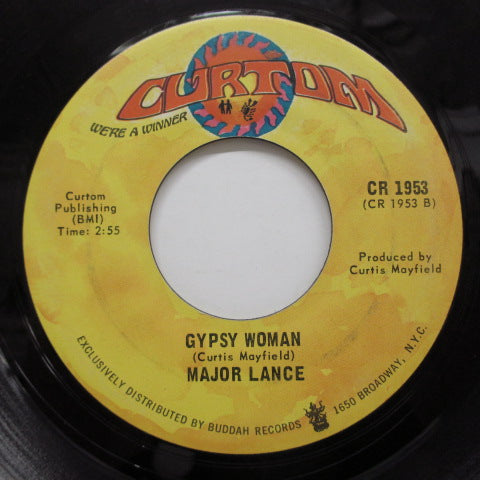 CURTOM
WE'RE A WINNER
Curtom
Publishing
(BMI)
Time: 2:55
CR 1953
(CR 1953 B)
Produced by
Curtis Mayfield
GYPSY WOMAN
(Curtis Mayfield)
MAJOR LANCE
EXCLUSIVELY DISTRIBUTED BY BUDDAH RECORDS 1650 BROADWAY, N.Y.C.